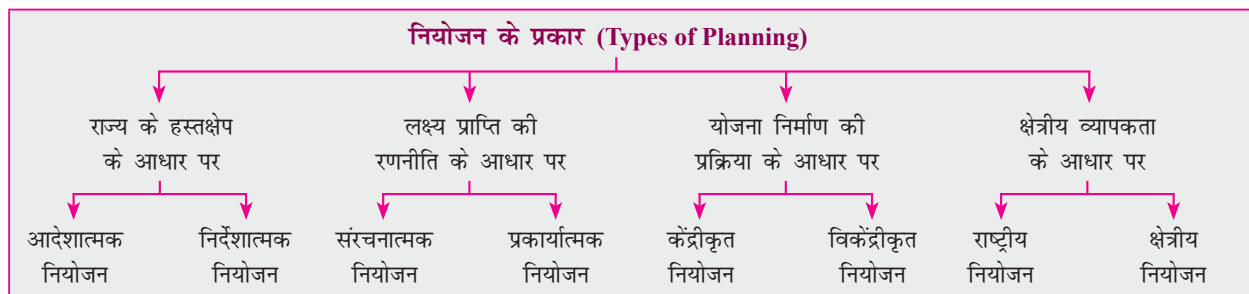 नियोजन के प्रकार (Types of Planning)
राज्य के हस्तक्षेप
के आधार पर
लक्ष्य प्राप्ति की
रणनीति के आधार पर
योजना निर्माण की
प्रक्रिया के आधार पर
क्षेत्रीय व्यापकता
के आधार पर
आदेशात्मक
नियोजन
निर्देशात्मक
नियोजन
संरचनात्मक
नियोजन
प्रकार्यात्मक
नियोजन
केंद्रीकृत
नियोजन
विकेंद्रीकृत
नियोजन
राष्ट्रीय
नियोजन
क्षेत्रीय
नियोजन